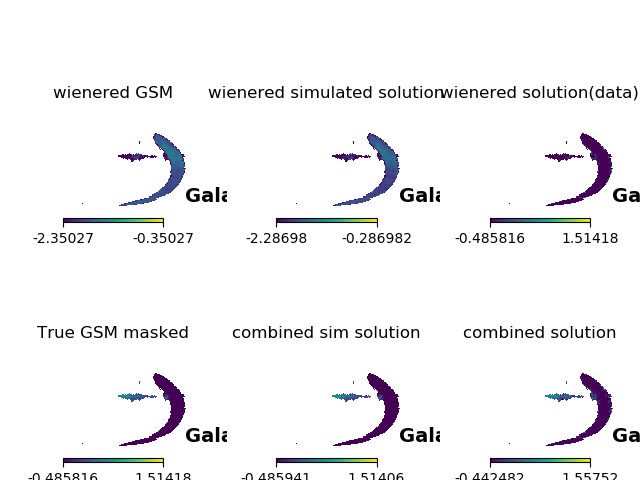 wienered GSM
wienered simulated solution
wienered solution(data)
Gala
Gala
Ga
-2.35027 -0.35027
-2.28698 -0.286982
-0.485816 1.51418
True GSM masked
combined sim solution
combined solution
Gala
Gala
Ga
-0.485816 1.51418
-0.485941 1.51406
-0.442482 1.55752